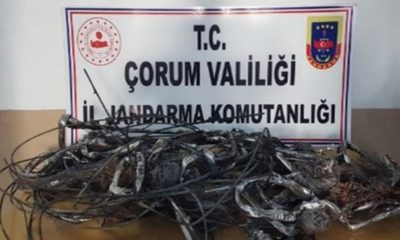 T.C.
ÇORUM VALİLİĞİ
İL JANDARMA KOMUTANLIĞI